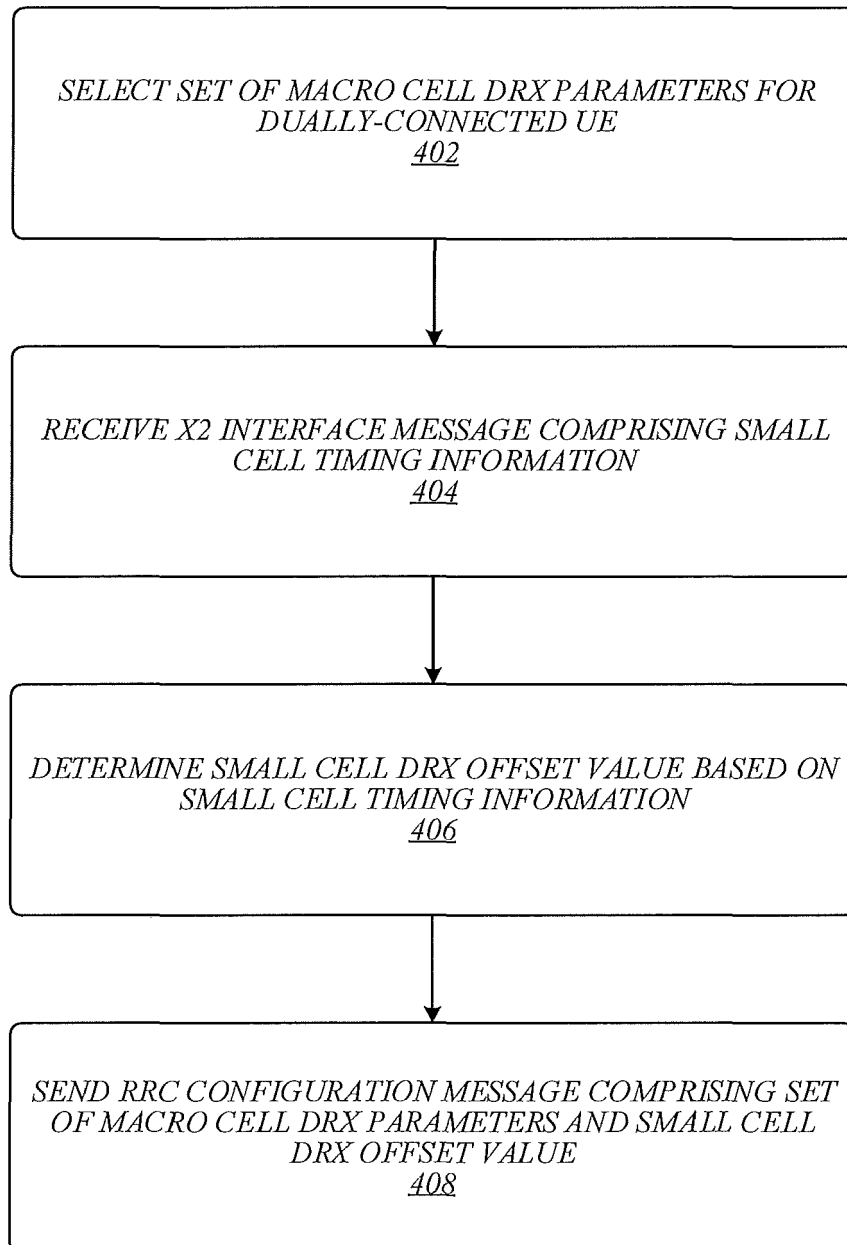 SELECT SET OF MACRO CELL DRX PARAMETERS FOR
DUALLY-CONNECTED UE
402
RECEIVE X2 INTERFACE MESSAGE COMPRISING SMALL
CELL TIMING INFORMATION
404
DETERMINE SMALL CELL DRX OFFSET VALUE BASED ON
SMALL CELL TIMING INFORMATION
406
SEND RRC CONFIGURATION MESSAGE COMPRISING SET
OF MACRO CELL DRX PARAMETERS AND SMALL CELL
DRX OFFSET VALUE
408